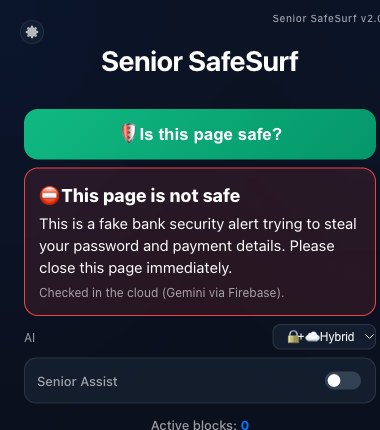 Senior SafeSurf v2.0
Senior SafeSurf
Is this page safe?
This page is not safe
This is a fake bank security alert trying to steal
your password and payment details. Please
close this page immediately.
Checked in the cloud (Gemini via Firebase).
AI
+Hybrid
Senior Assist
Active blocks: 0